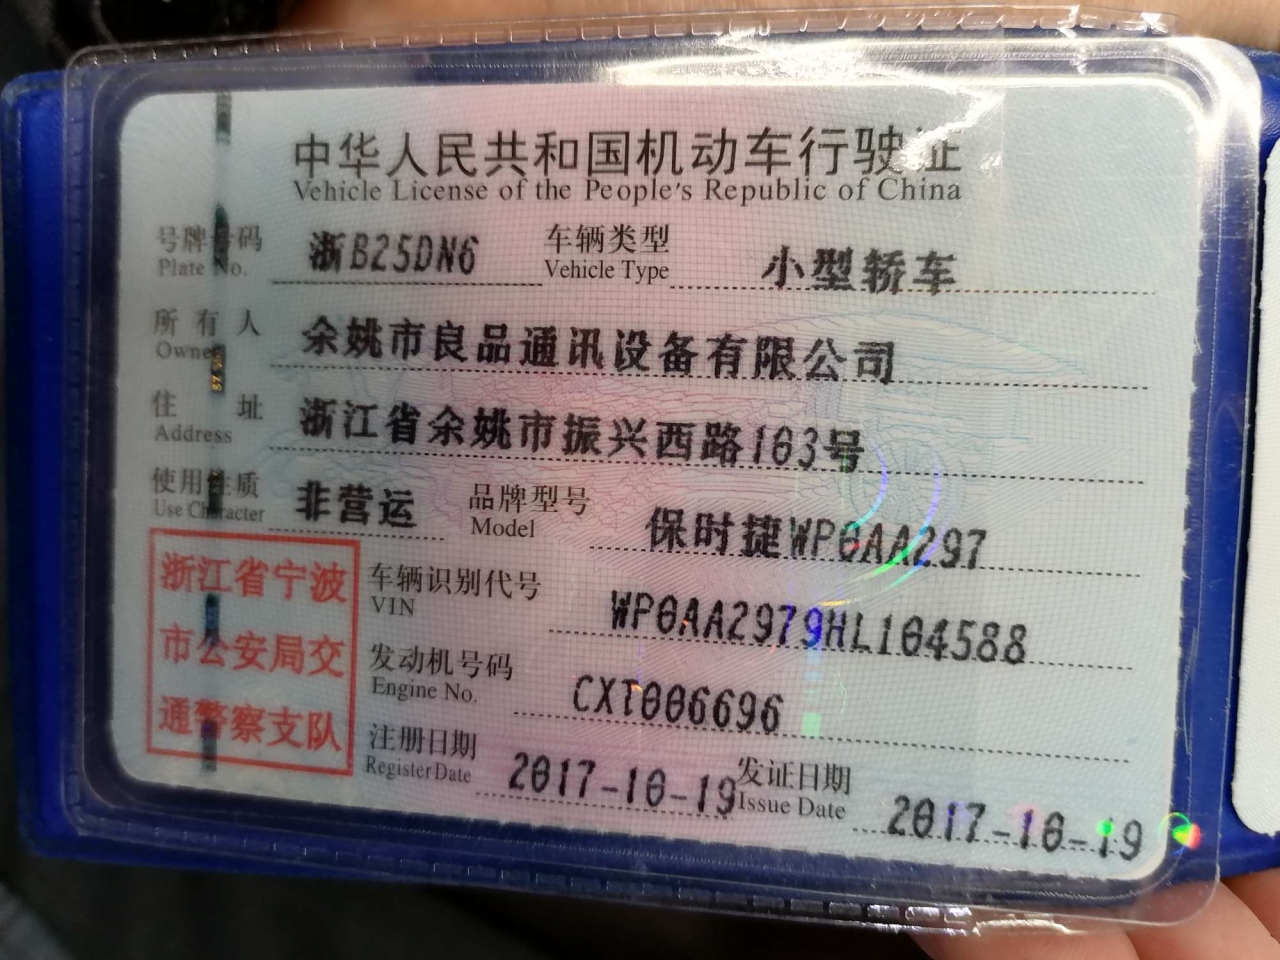 中华人民共和国机动车行驶证
Vehicle License of the People's Republic of China
号牌号码 浙B25DN6 车辆类型 小型轿车
Plate No. Vehicle Type
所有人 余姚市良品通讯设备有限公司
Owner
住址 浙江省余姚市振兴西路103号
Address
使用性质 非营运 品牌型号 保时捷WP0AA297
Use Character Model
浙江省宁波
市公安局交
通警察支队
车辆识别代号 WP0AA2979HL104588
VIN
发动机号码 CXT006696
Engine No.
注册日期 2017-10-19 发证日期 2017-10-19
Register Date Issue Date